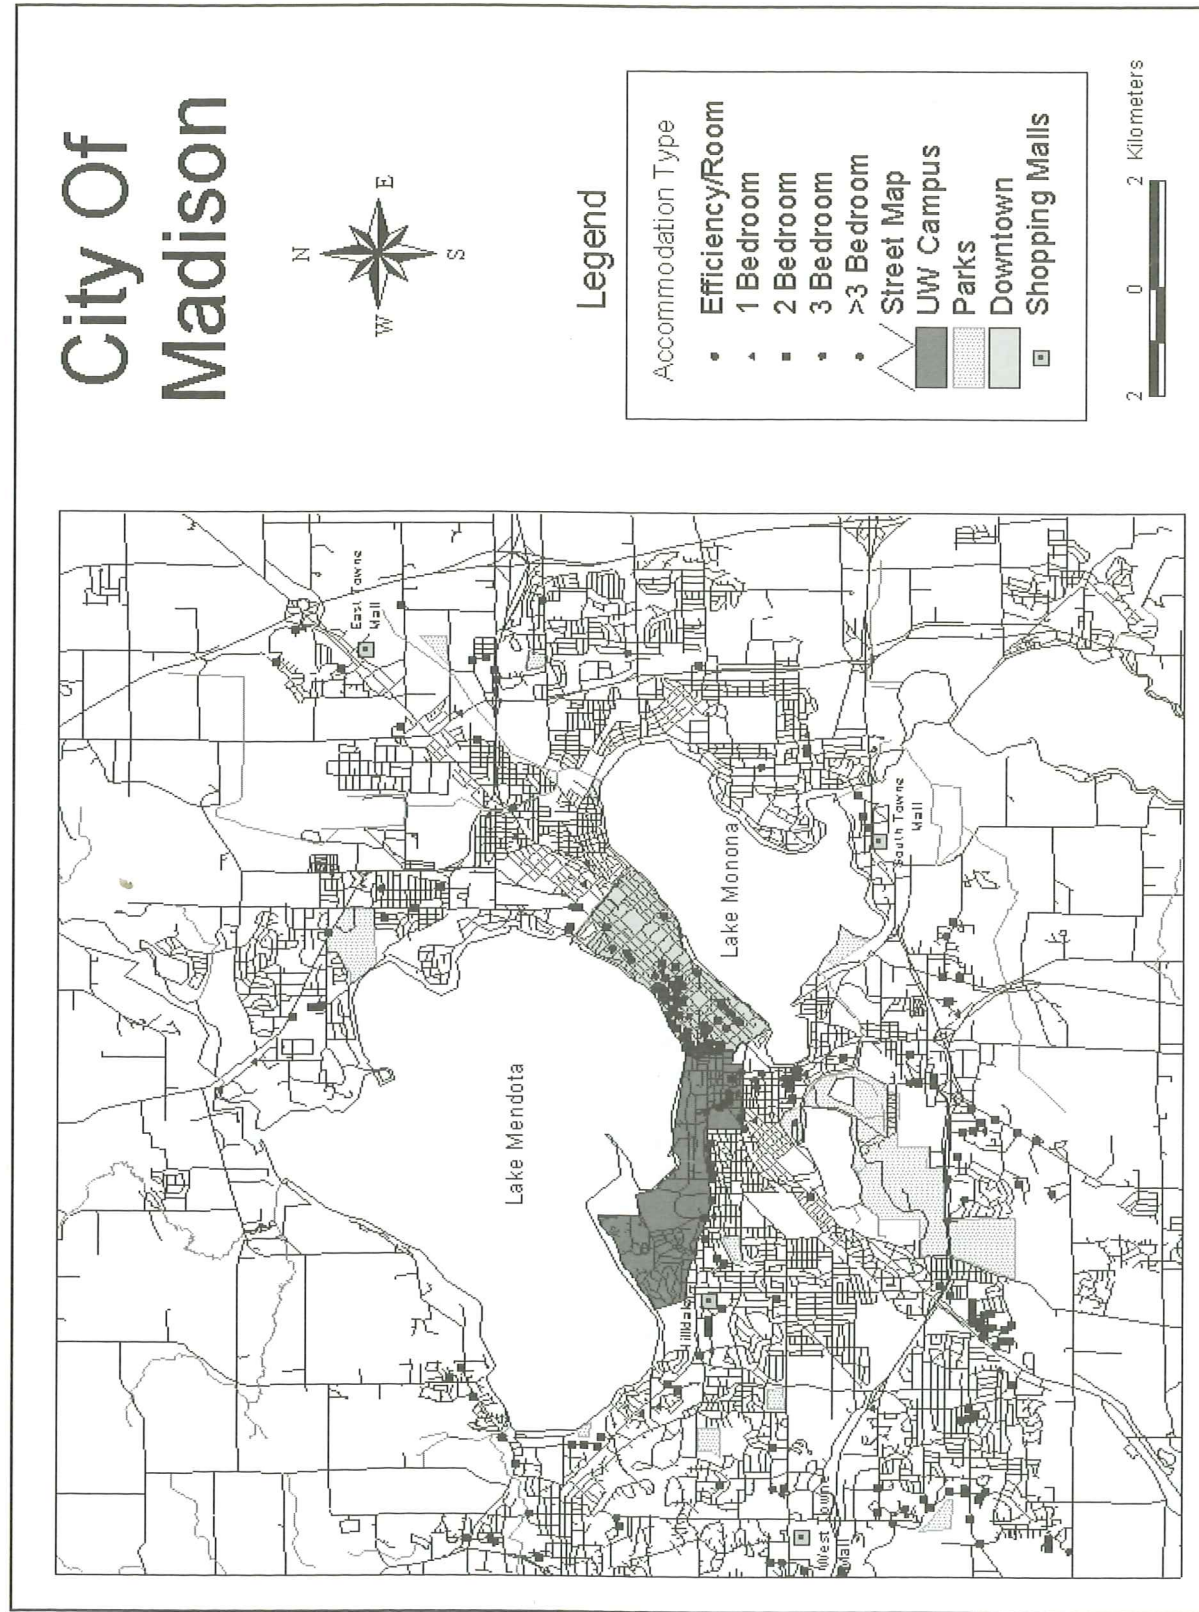 City Of
Madison
N
W
E
S
Legend
Accommodation Type
Efficiency/Room
1 Bedroom
2 Bedroom
3 Bedroom
>3 Bedroom
Street Map
UW Campus
Parks
Downtown
Shopping Malls
2 0 2 Kilometers
East Towne
Mall
Lake Mendota
Lake Monona
South Towne
Mall
Hilldale
West Towne
Mall